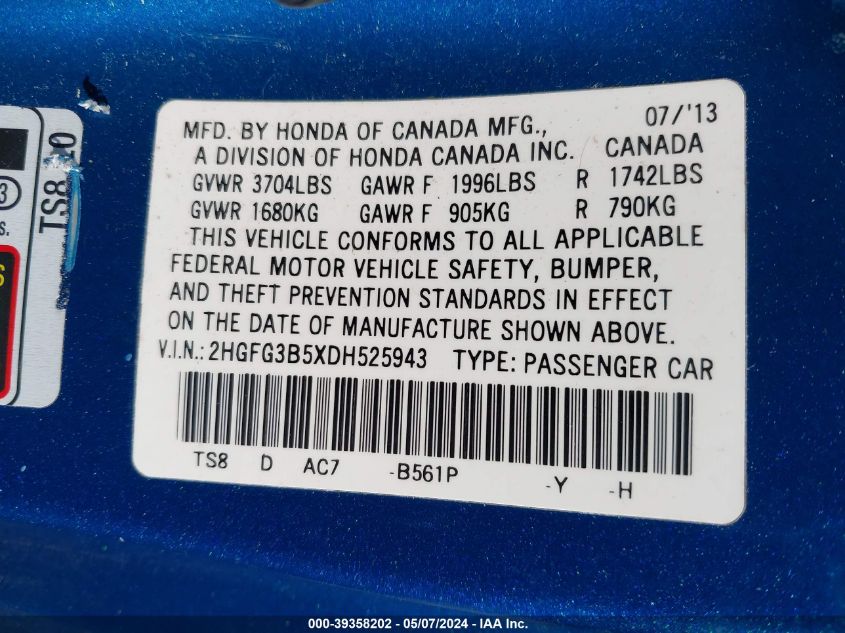 07/'13
MFD. BY HONDA OF CANADA MFG., CANADA
A DIVISION OF HONDA CANADA INC.
GVWR 3704LBS GAWR F 1996LBS R 1742LBS
GVWR 1680KG GAWR F 905KG R 790KG
THIS VEHICLE CONFORMS TO ALL APPLICABLE
FEDERAL MOTOR VEHICLE SAFETY, BUMPER,
AND THEFT PREVENTION STANDARDS IN EFFECT
ON THE DATE OF MANUFACTURE SHOWN ABOVE.
V.I.N.: 2HGFG3B5XDH525943 TYPE: PASSENGER CAR
TS8 D AC7 -B561P -Y -H
TS8
000-39358202 - 05/07/2024 - IAA Inc.